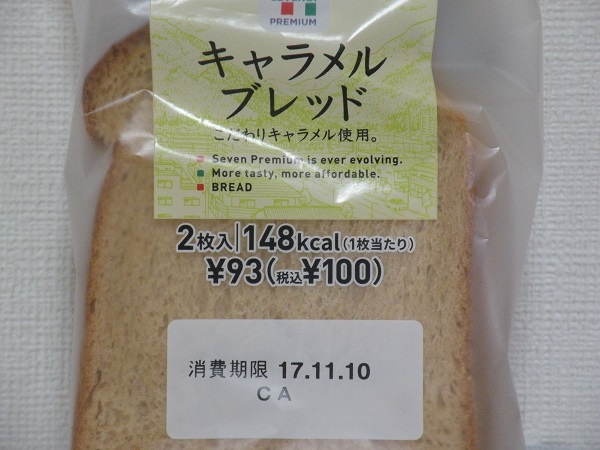 PREMIUM
キャラメル
ブレッド
こだわりキャラメル使用。
Seven Premium is ever evolving.
More tasty, more affordable.
BREAD
2枚入|148kcal(1枚当たり)
¥93(税込¥100)
消費期限 17.11.10
CA